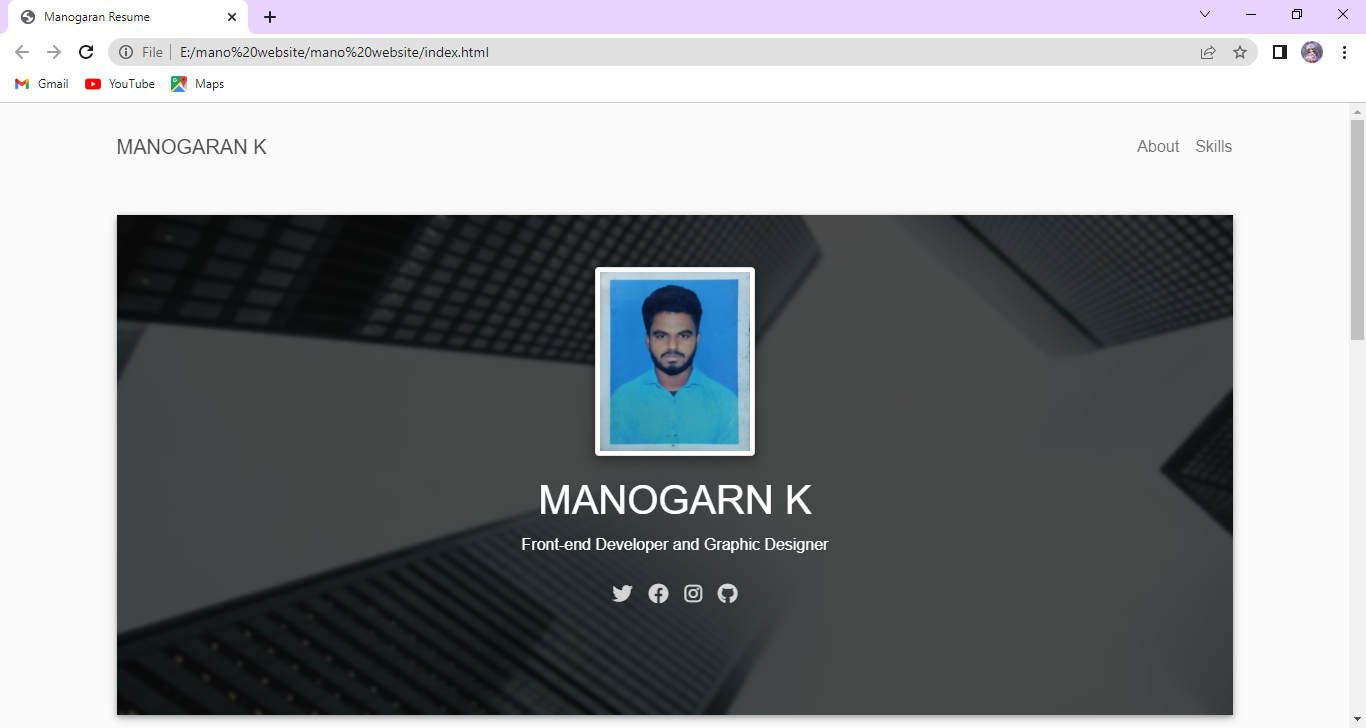 Manogaran Resume
File E:/mano%20website/mano%20website/index.html
Gmail YouTube Maps
MANOGARAN K About Skills
MANOGARN K
Front-end Developer and Graphic Designer